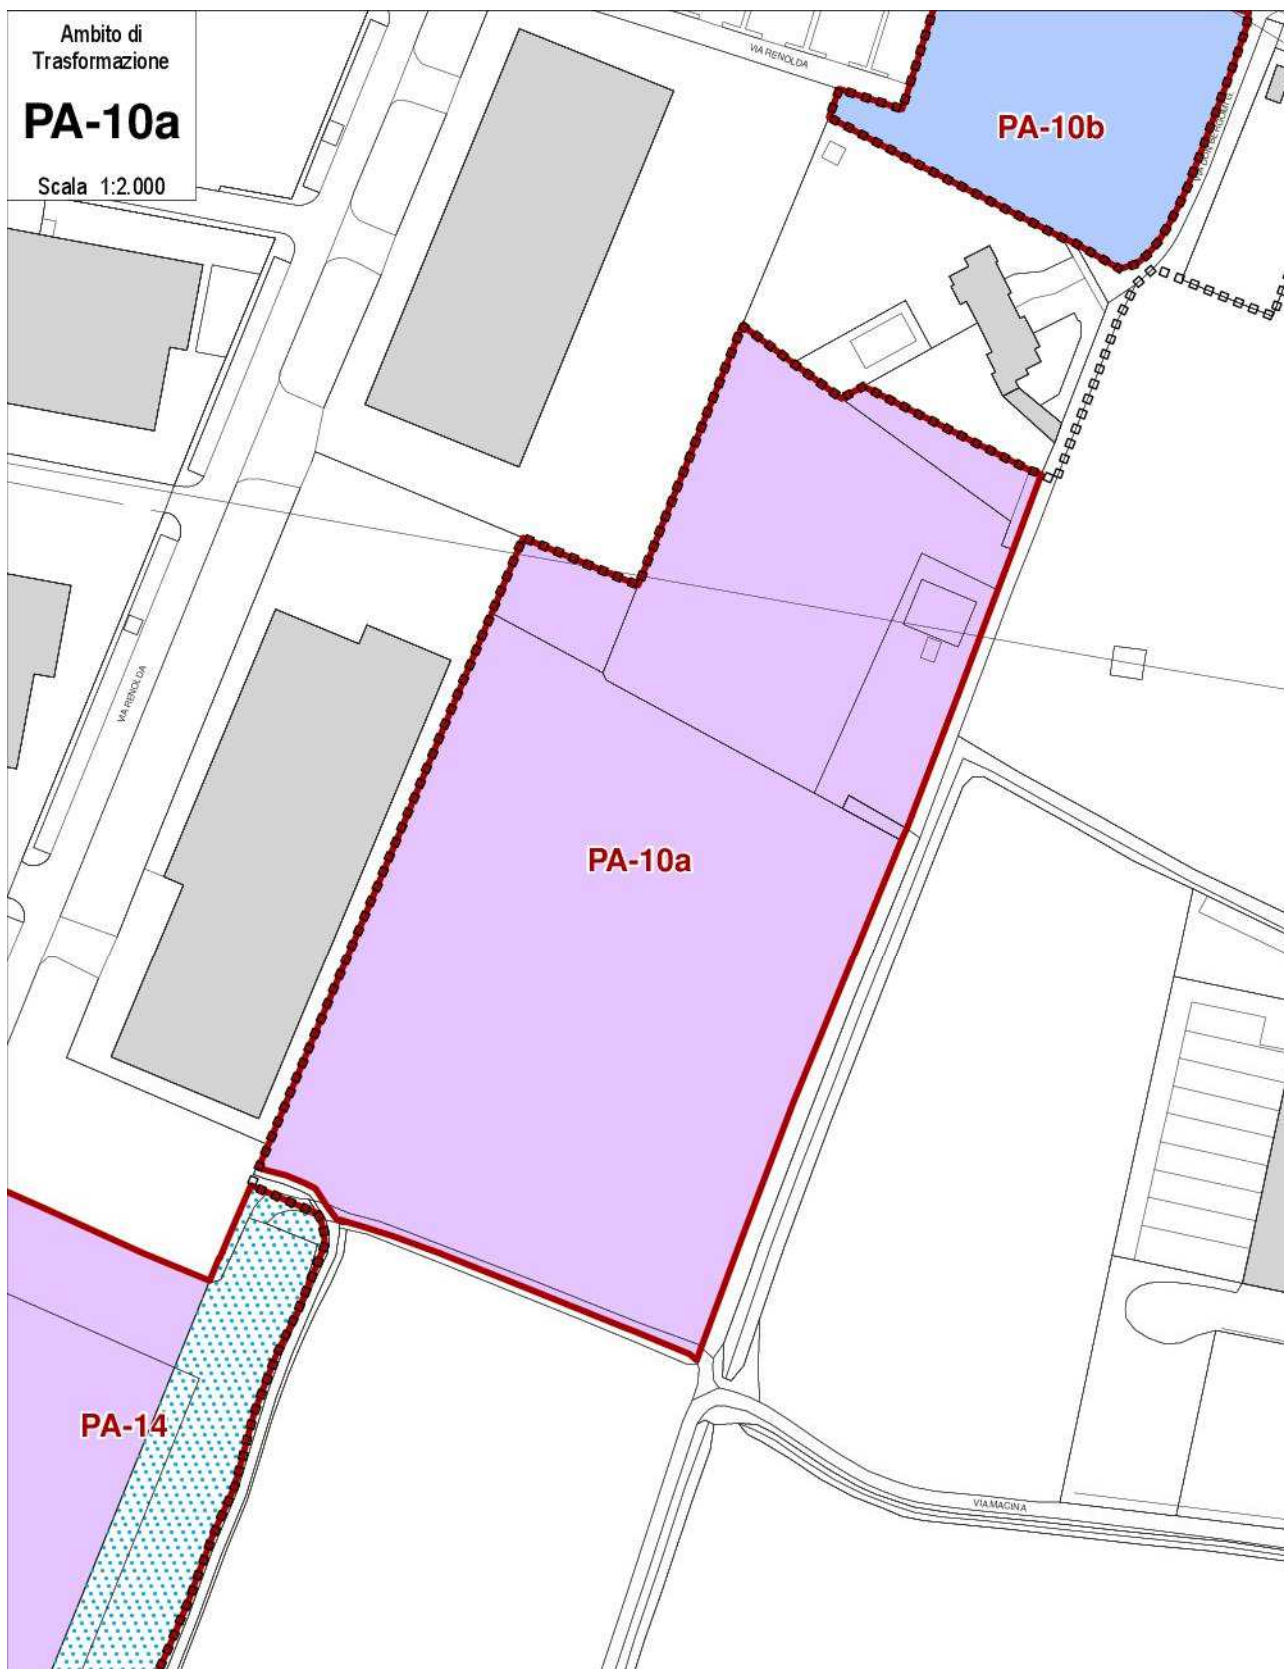 Ambito di
Trasformazione
PA-10a
Scala 1:2.000
VIA RENOLDA
PA-10b
VIA RENOLDA
PA-10a
PA-14
VIA MACINA